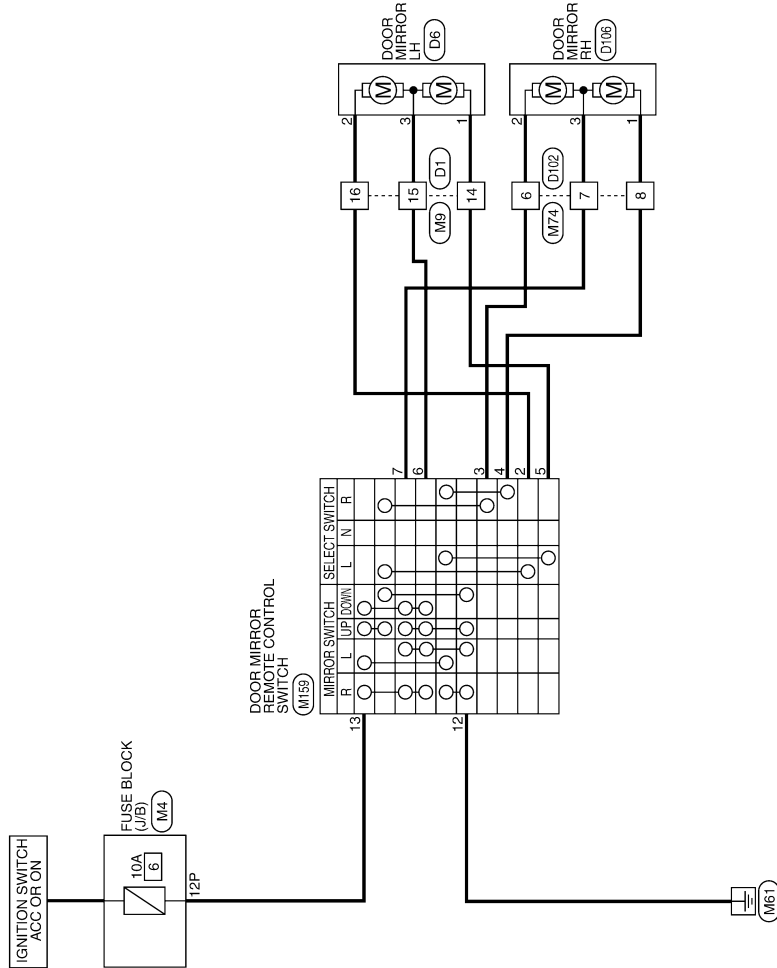 IGNITION SWITCH
ACC OR ON
FUSE BLOCK
(J/B)
M4
10A
6
12P
DOOR MIRROR
REMOTE CONTROL
SWITCH
M159
13
12
MIRROR SWITCH
SELECT SWITCH
R
L
UP
DOWN
L
N
R
7
6
3
4
2
5
16
15
14
M9
D1
6
7
8
M74
D102
2
3
1
M
M
DOOR
MIRROR
LH
D6
2
3
1
M
M
DOOR
MIRROR
RH
D106
M61